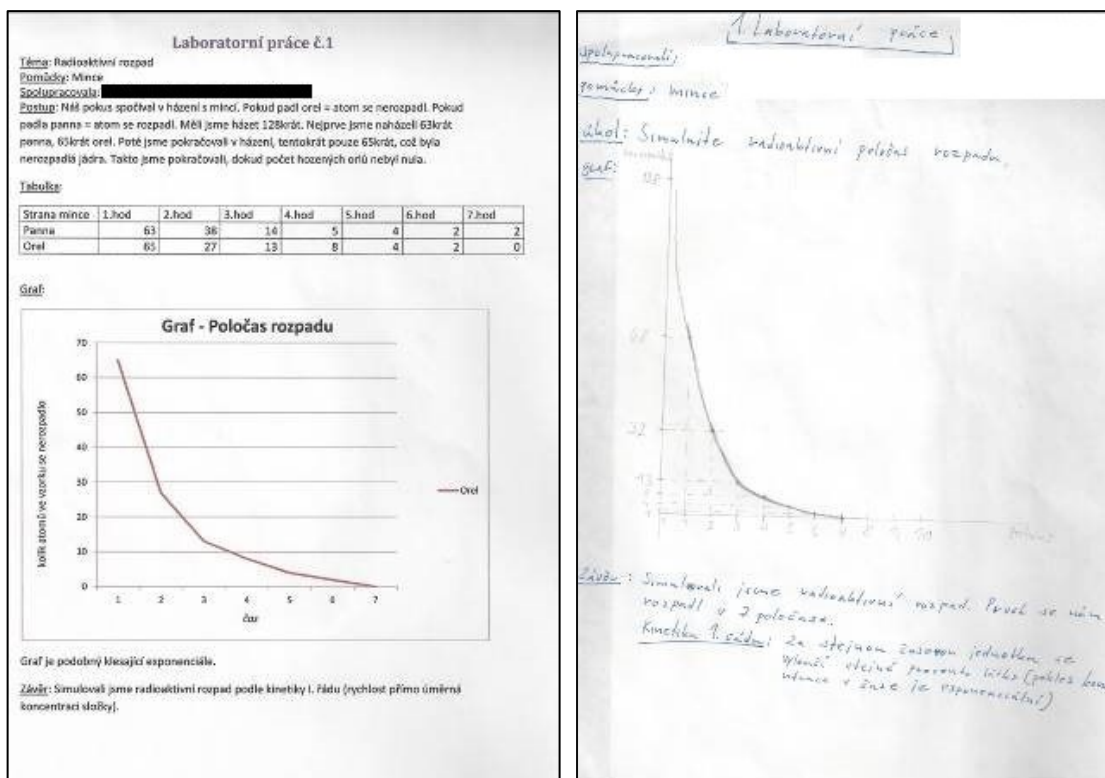 Laboratorní práce č.1
Téma: Radioaktivní rozpad
Pomůcky: Mince
Spolupracovala:
Postup: Náš pokus spočíval v házení s mincí. Pokud padl orel = atom se nerozpadl. Pokud
padla panna = atom se rozpadl. Měli jsme házet 128krát. Nejprve jsme naházeli 63krát
panna, 65krát orel. Poté jsme pokračovali v házení, tentokrát pouze 65krát, což byla
nerozpadlá jádra. Takto jsme pokračovali, dokud počet hozených orlů nebyl nula.
Tabulka:
Strana mince 1.hod 2.hod 3.hod 4.hod 5.hod 6.hod 7.hod
Panna 63 38 14 5 4 2 2
Orel 65 27 13 8 4 2 0
Graf:
Graf - Poločas rozpadu
70
60
50
40
30
20
10
0
1 2 3 4 5 6 7
kolik atomů ve vzorku se nerozpadlo
čas
Orel
Graf je podobný klesající exponenciále.
Závěr: Simulovali jsme radioaktivní rozpad podle kinetiky I. řádu (rychlost přímo úměrná
koncentraci složky).
1. Laboratorní práce
spolupracovali:
pomůcky: mince
úkol: Simulujte radioaktivní poločas rozpadu.
graf:
128
32
13
Závěr: Simulovali jsme radioaktivní rozpad. Prvek se nám
rozpadl v 7 poločase.
Kinetika 1. řádu: Za stejnou časovou jednotku se
vyloučí stejné procento látky (pokles
v čase je exponenciální)